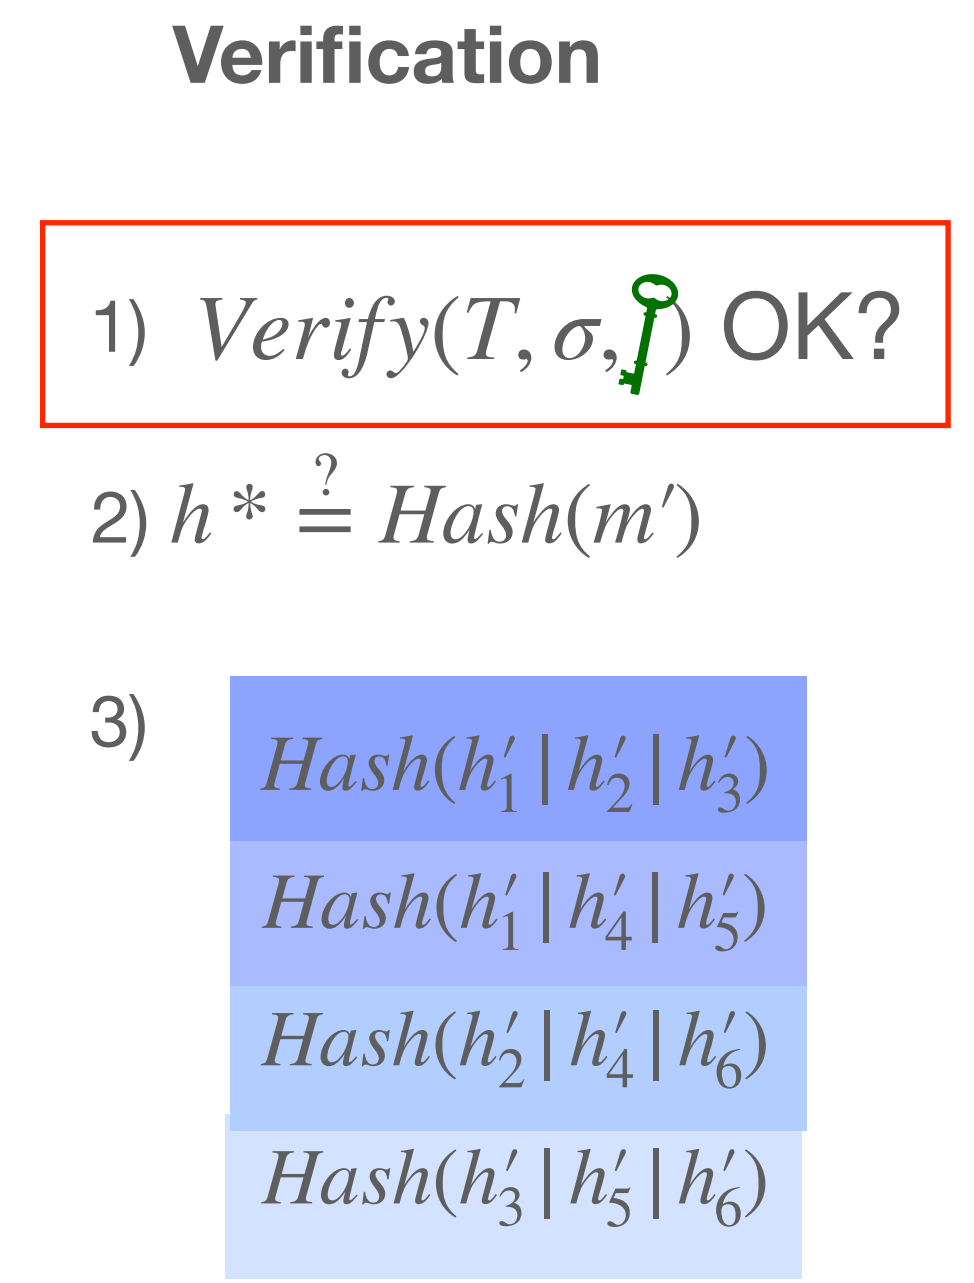 Verification
1) Verify(T, σ, ) OK?
2) h * ≟ Hash(m′)
3)
Hash(h′₁ | h′₂ | h′₃)
Hash(h′₁ | h′₄ | h′₅)
Hash(h′₂ | h′₄ | h′₆)
Hash(h′₃ | h′₅ | h′₆)